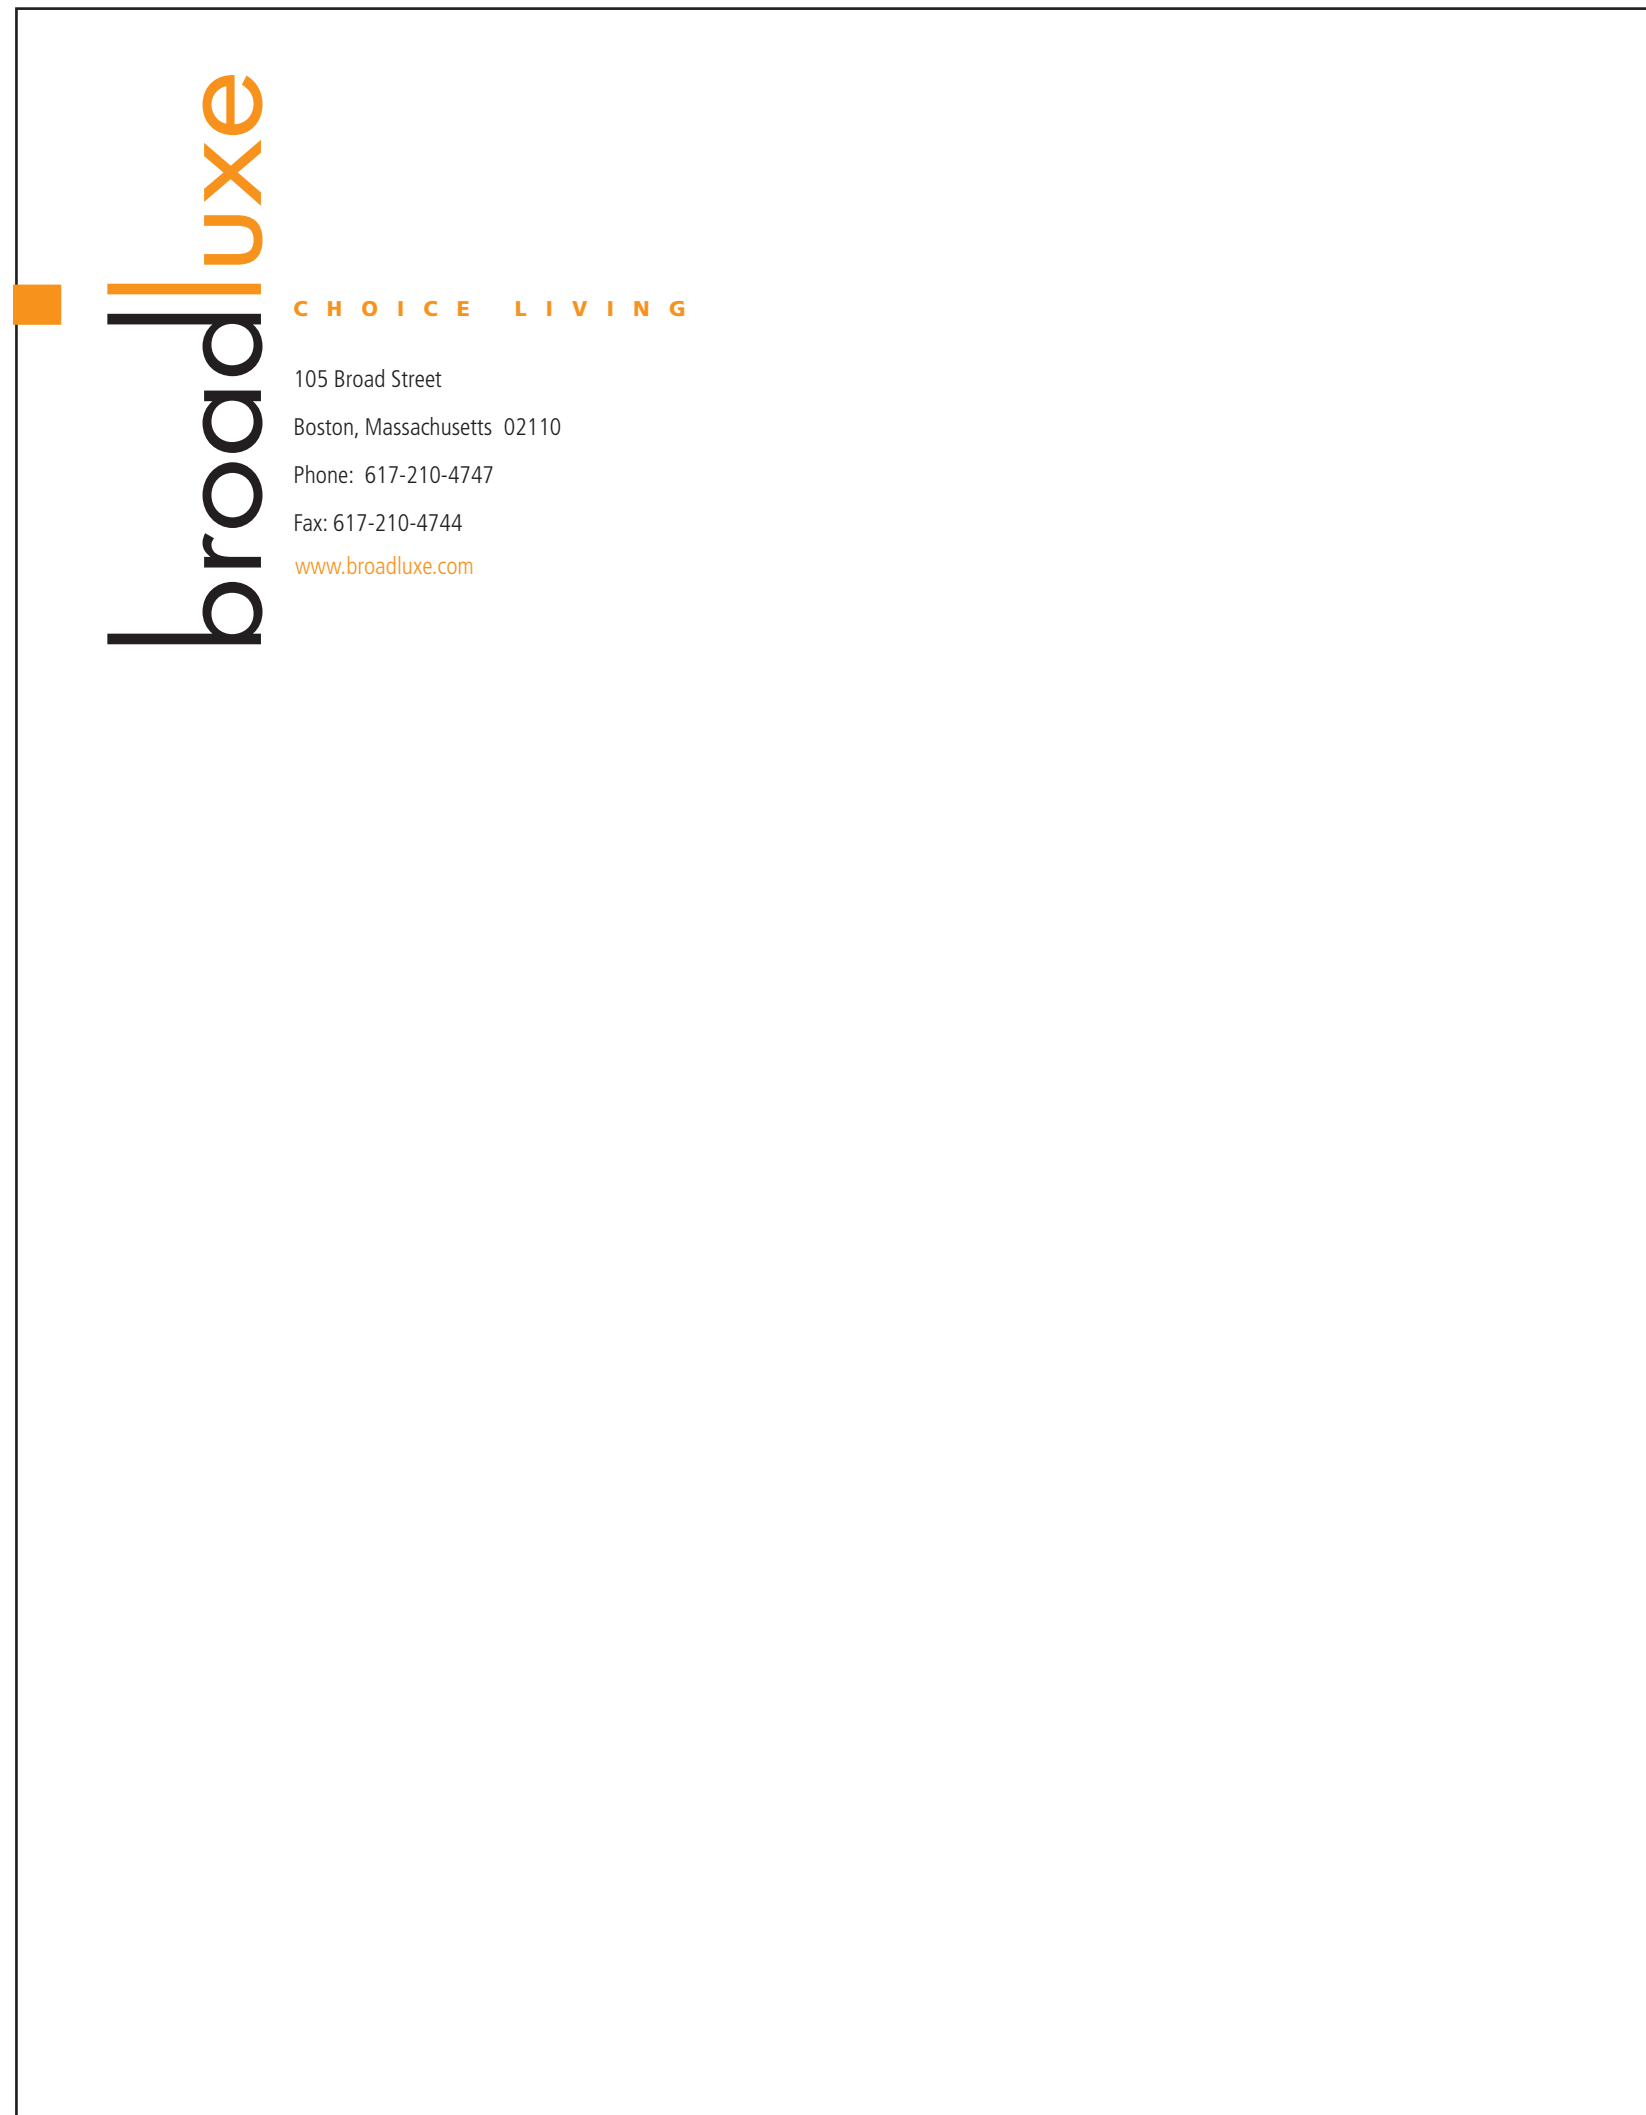 broadluxe
CHOICE LIVING
105 Broad Street
Boston, Massachusetts  02110
Phone:  617-210-4747
Fax: 617-210-4744
www.broadluxe.com